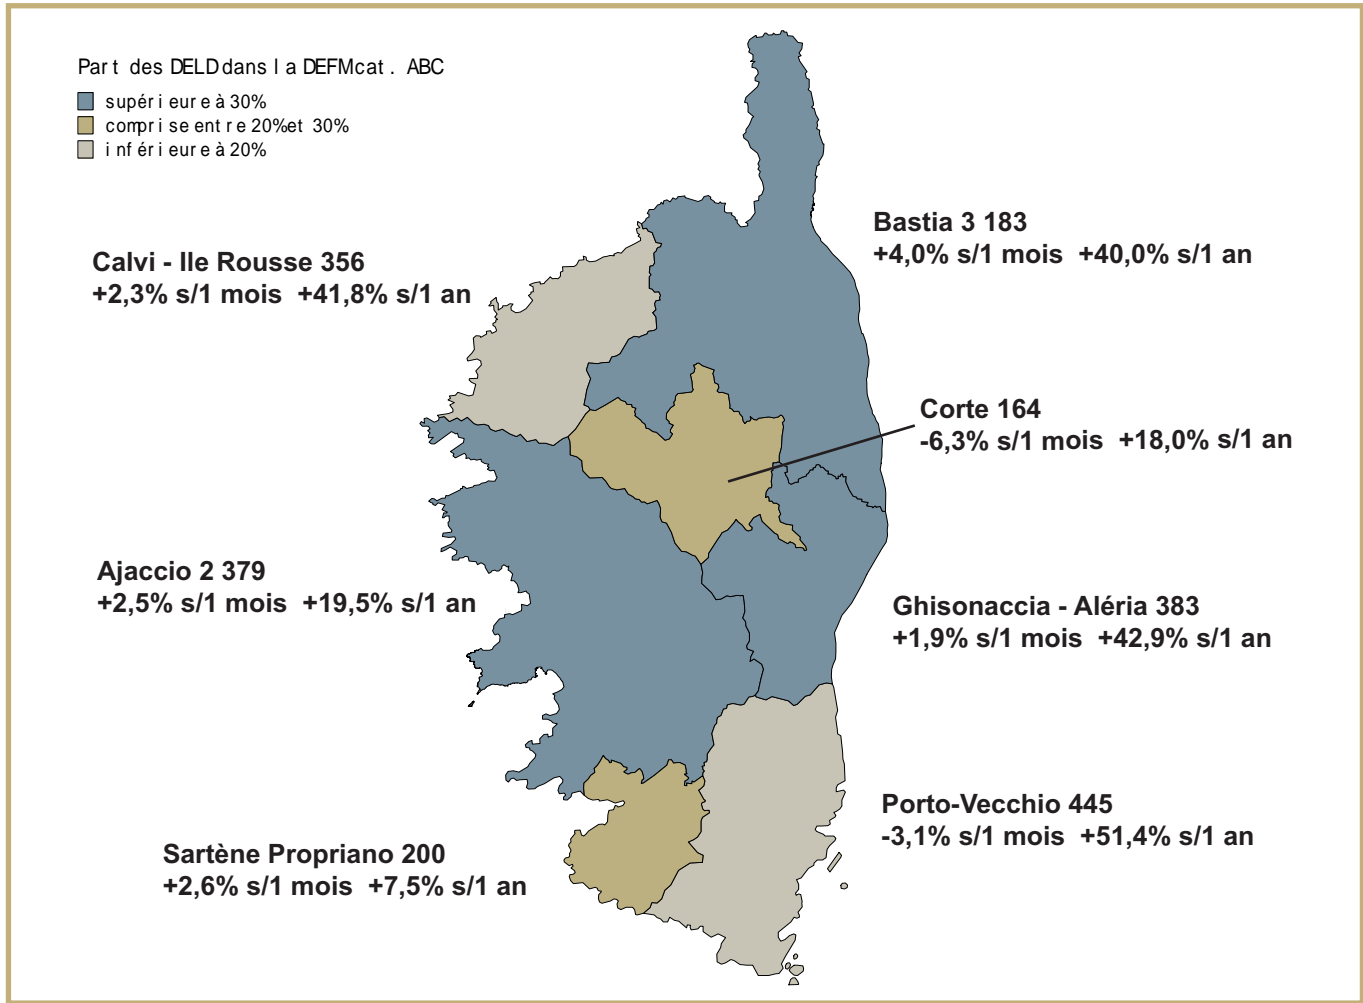 Part des DELD dans la DEFM cat. ABC
supérieure à 30%
comprise entre 20% et 30%
inférieure à 20%
Bastia 3 183
+4,0% s/1 mois +40,0% s/1 an
Calvi - Ile Rousse 356
+2,3% s/1 mois +41,8% s/1 an
Corte 164
-6,3% s/1 mois +18,0% s/1 an
Ajaccio 2 379
+2,5% s/1 mois +19,5% s/1 an
Ghisonaccia - Aléria 383
+1,9% s/1 mois +42,9% s/1 an
Porto-Vecchio 445
-3,1% s/1 mois +51,4% s/1 an
Sartène Propriano 200
+2,6% s/1 mois +7,5% s/1 an